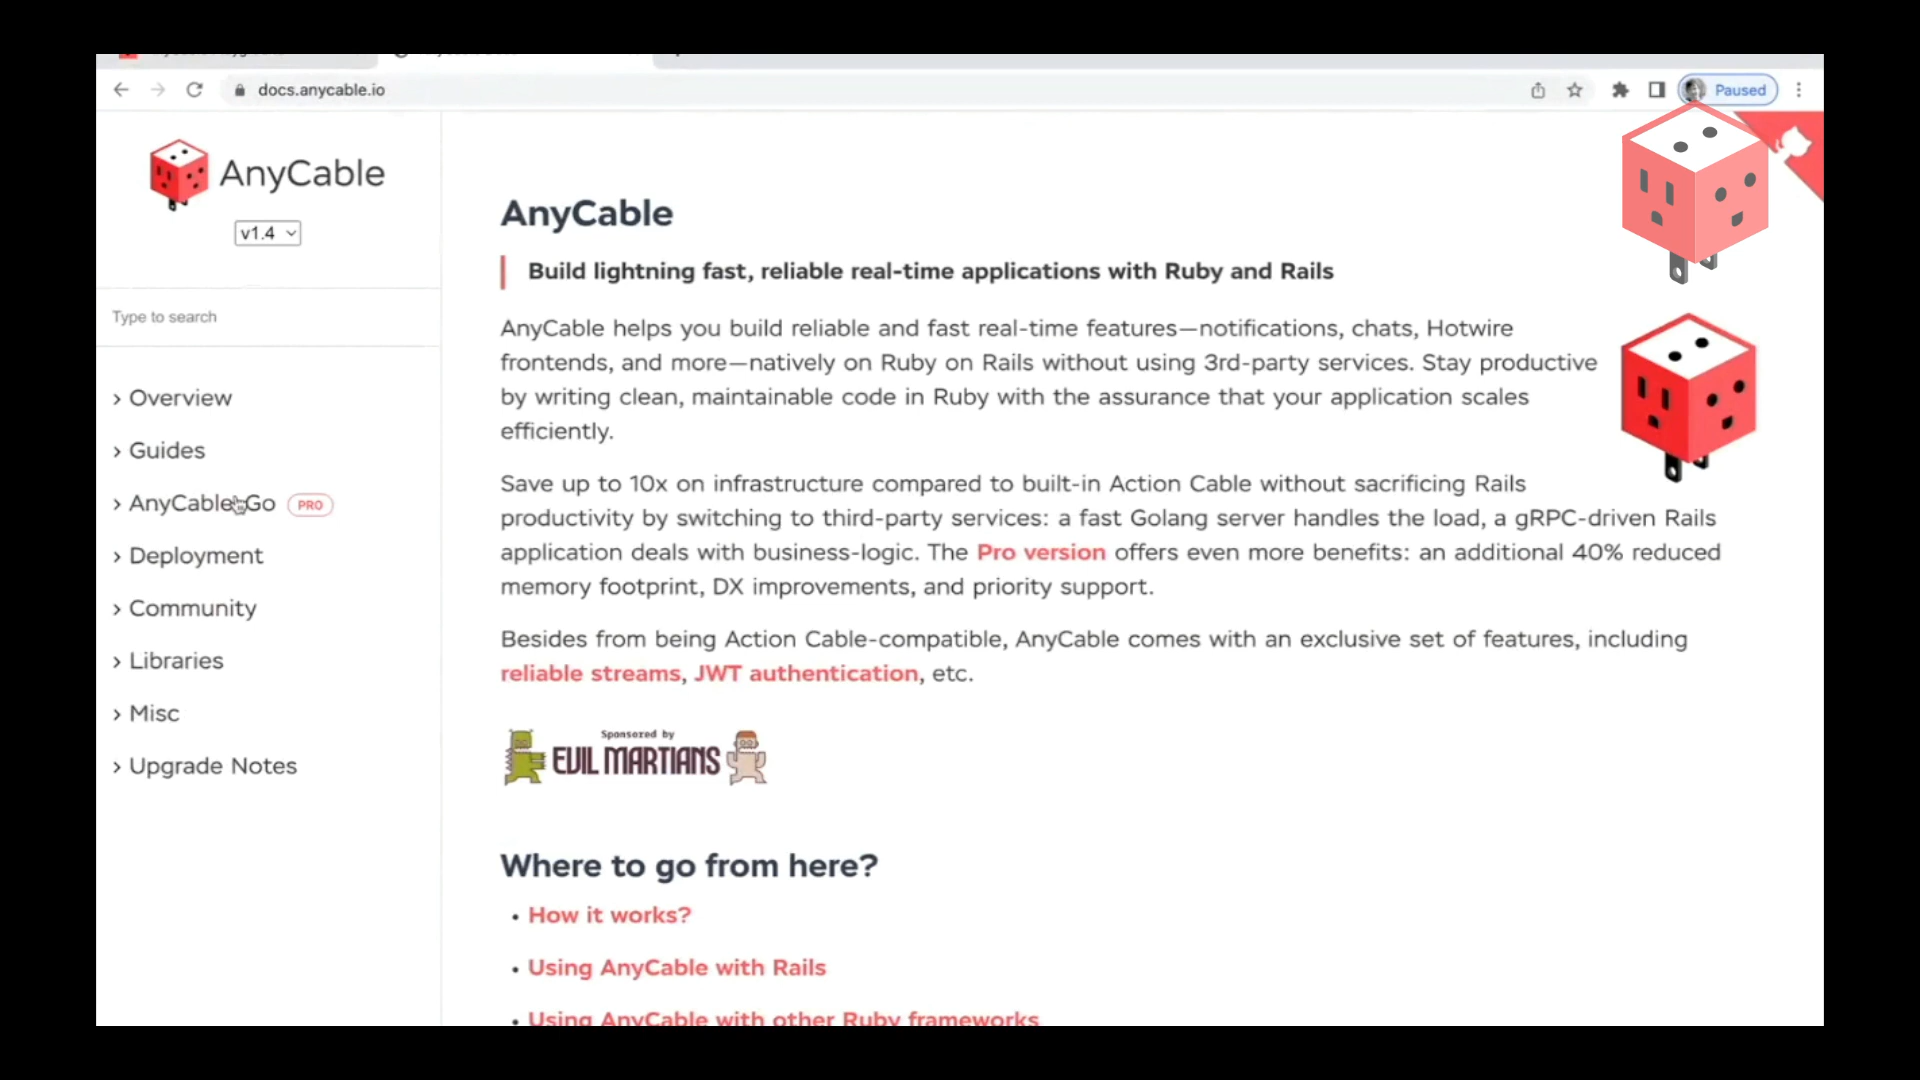 docs.anycable.io
Paused
AnyCable
v1.4
Type to search
Overview
Guides
AnyCable-Go PRO
Deployment
Community
Libraries
Misc
Upgrade Notes
AnyCable
Build lightning fast, reliable real-time applications with Ruby and Rails
AnyCable helps you build reliable and fast real-time features—notifications, chats, Hotwire
frontends, and more—natively on Ruby on Rails without using 3rd-party services. Stay productive
by writing clean, maintainable code in Ruby with the assurance that your application scales
efficiently.
Save up to 10x on infrastructure compared to built-in Action Cable without sacrificing Rails
productivity by switching to third-party services: a fast Golang server handles the load, a gRPC-driven Rails
application deals with business-logic. The Pro version offers even more benefits: an additional 40% reduced
memory footprint, DX improvements, and priority support.
Besides from being Action Cable-compatible, AnyCable comes with an exclusive set of features, including
reliable streams, JWT authentication, etc.
Sponsored by
EVIL MARTIANS
Where to go from here?
• How it works?
• Using AnyCable with Rails
• Using AnyCable with other Ruby frameworks